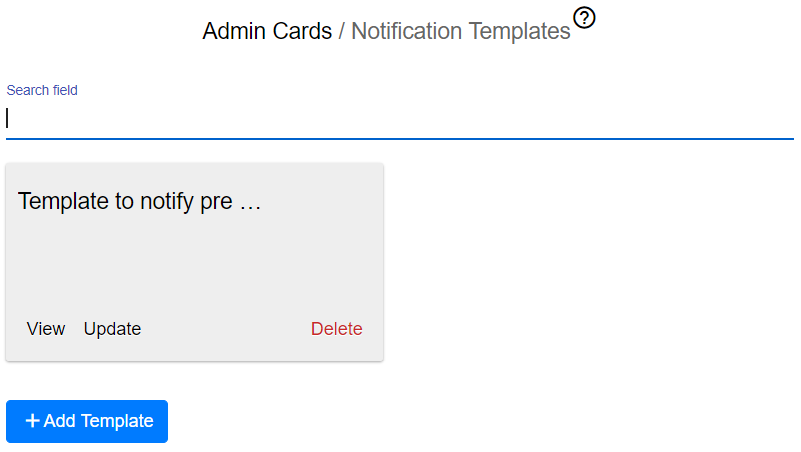 Admin Cards / Notification Templates
Search field
Template to notify pre …
View Update Delete
+ Add Template